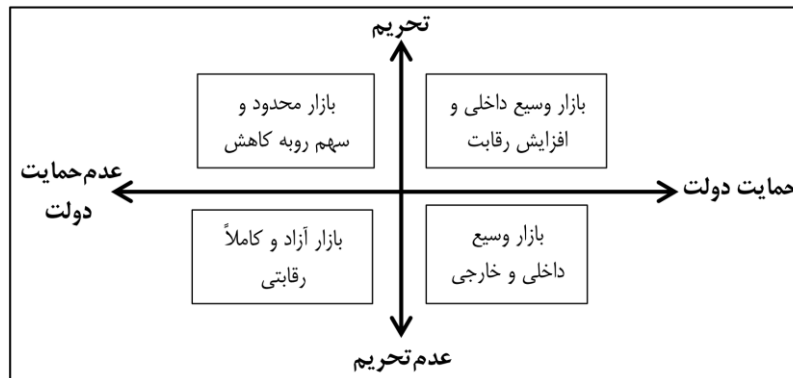 تحریم
بازار وسیع داخلی و
افزایش رقابت
بازار محدود و
سهم روبه کاهش
حمایت دولت
عدم‌حمایت
دولت
بازار وسیع
داخلی و خارجی
بازار آزاد و کاملاً
رقابتی
عدم‌تحریم